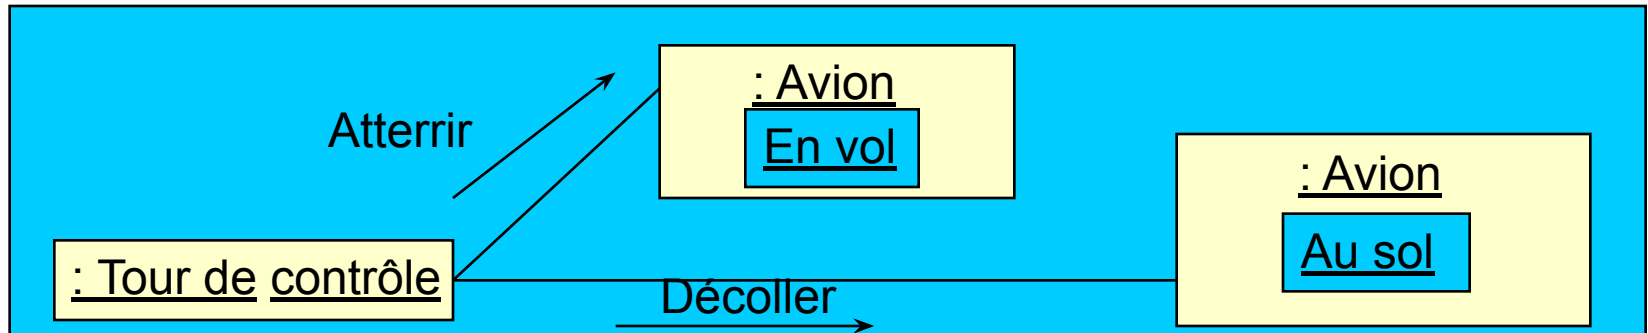 : Avion
Atterrir
En vol
: Avion
Au sol
: Tour de contrôle
Décoller